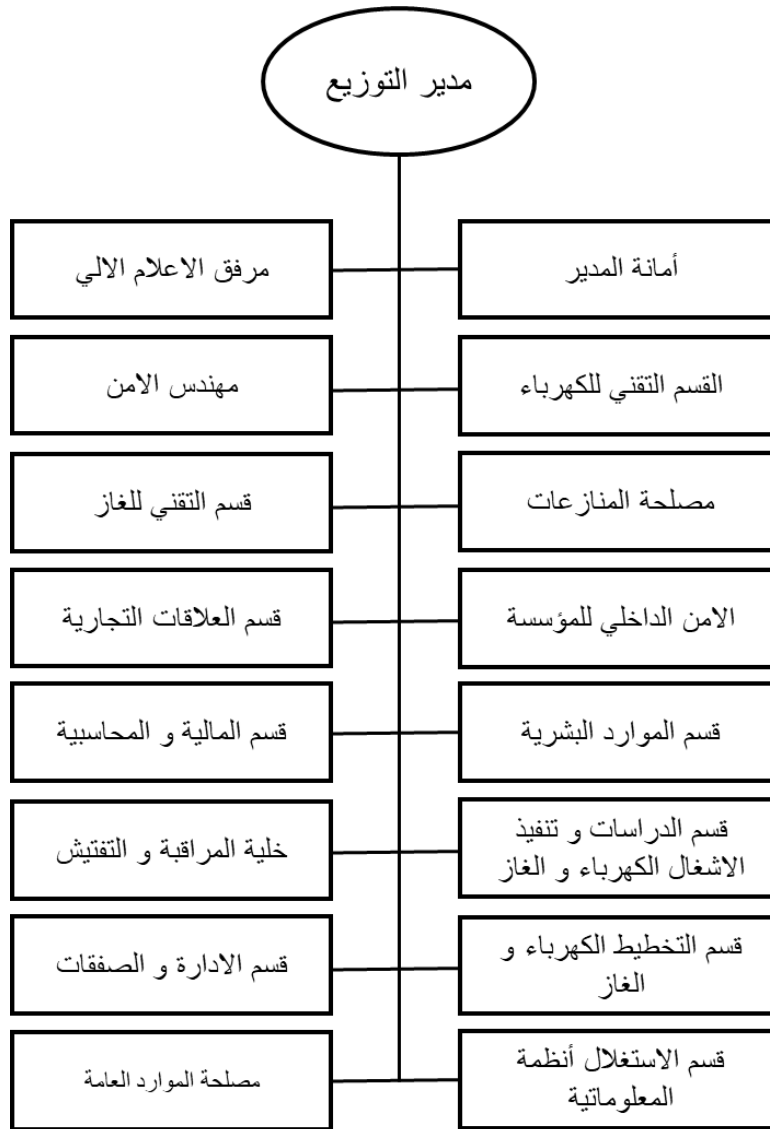 مدير التوزيع
أمانة المدير
مرفق الاعلام الالي
القسم التقني للكهرباء
مهندس الامن
مصلحة المنازعات
قسم التقني للغاز
الامن الداخلي للمؤسسة
قسم العلاقات التجارية
قسم الموارد البشرية
قسم المالية و المحاسبية
قسم الدراسات و تنفيذ
الاشغال الكهرباء و الغاز
خلية المراقبة و التفتيش
قسم التخطيط الكهرباء و
الغاز
قسم الادارة و الصفقات
قسم الاستغلال أنظمة
المعلوماتية
مصلحة الموارد العامة